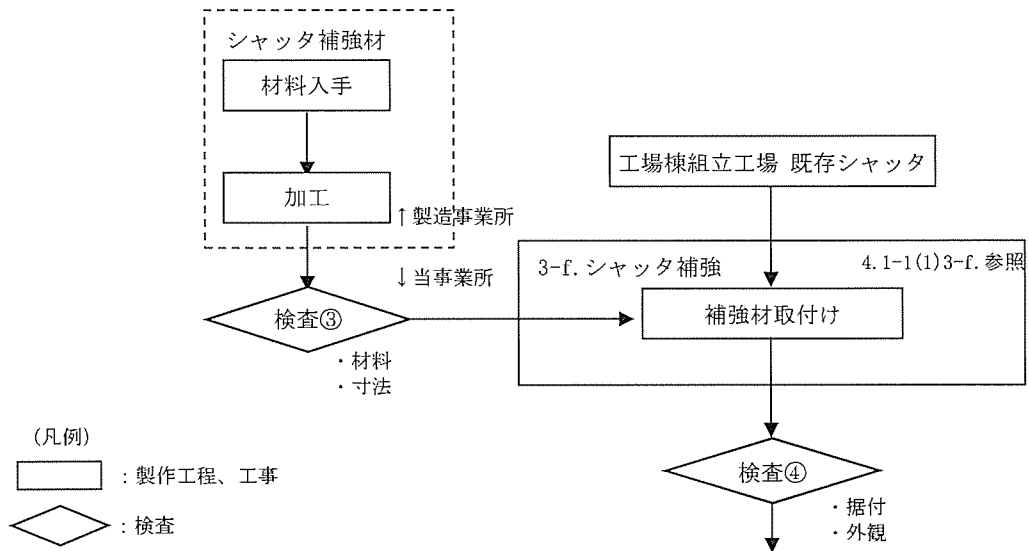 シャッタ補強材
材料入手
加工
↑製造事業所
↓当事業所
検査③
・材料
・寸法
工場棟組立工場 既存シャッタ
3-f.シャッタ補強
4.1-1(1)3-f.参照
補強材取付け
検査④
・据付
・外観
(凡例)
：製作工程、工事
：検査